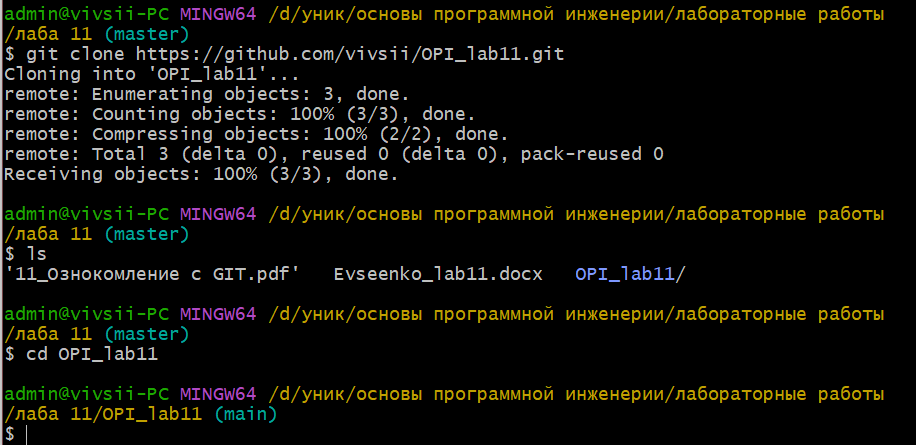 admin@vivsii-PC MINGW64 /d/уник/основы программной инженерии/лабораторные работы
/лаба 11 (master)
$ git clone https://github.com/vivsii/OPI_lab11.git
Cloning into 'OPI_lab11'...
remote: Enumerating objects: 3, done.
remote: Counting objects: 100% (3/3), done.
remote: Compressing objects: 100% (2/2), done.
remote: Total 3 (delta 0), reused 0 (delta 0), pack-reused 0
Receiving objects: 100% (3/3), done.
admin@vivsii-PC MINGW64 /d/уник/основы программной инженерии/лабораторные работы
/лаба 11 (master)
$ ls
'11_Ознокомление с GIT.pdf'   Evseenko_lab11.docx   OPI_lab11/
admin@vivsii-PC MINGW64 /d/уник/основы программной инженерии/лабораторные работы
/лаба 11 (master)
$ cd OPI_lab11
admin@vivsii-PC MINGW64 /d/уник/основы программной инженерии/лабораторные работы
/лаба 11/OPI_lab11 (main)
$